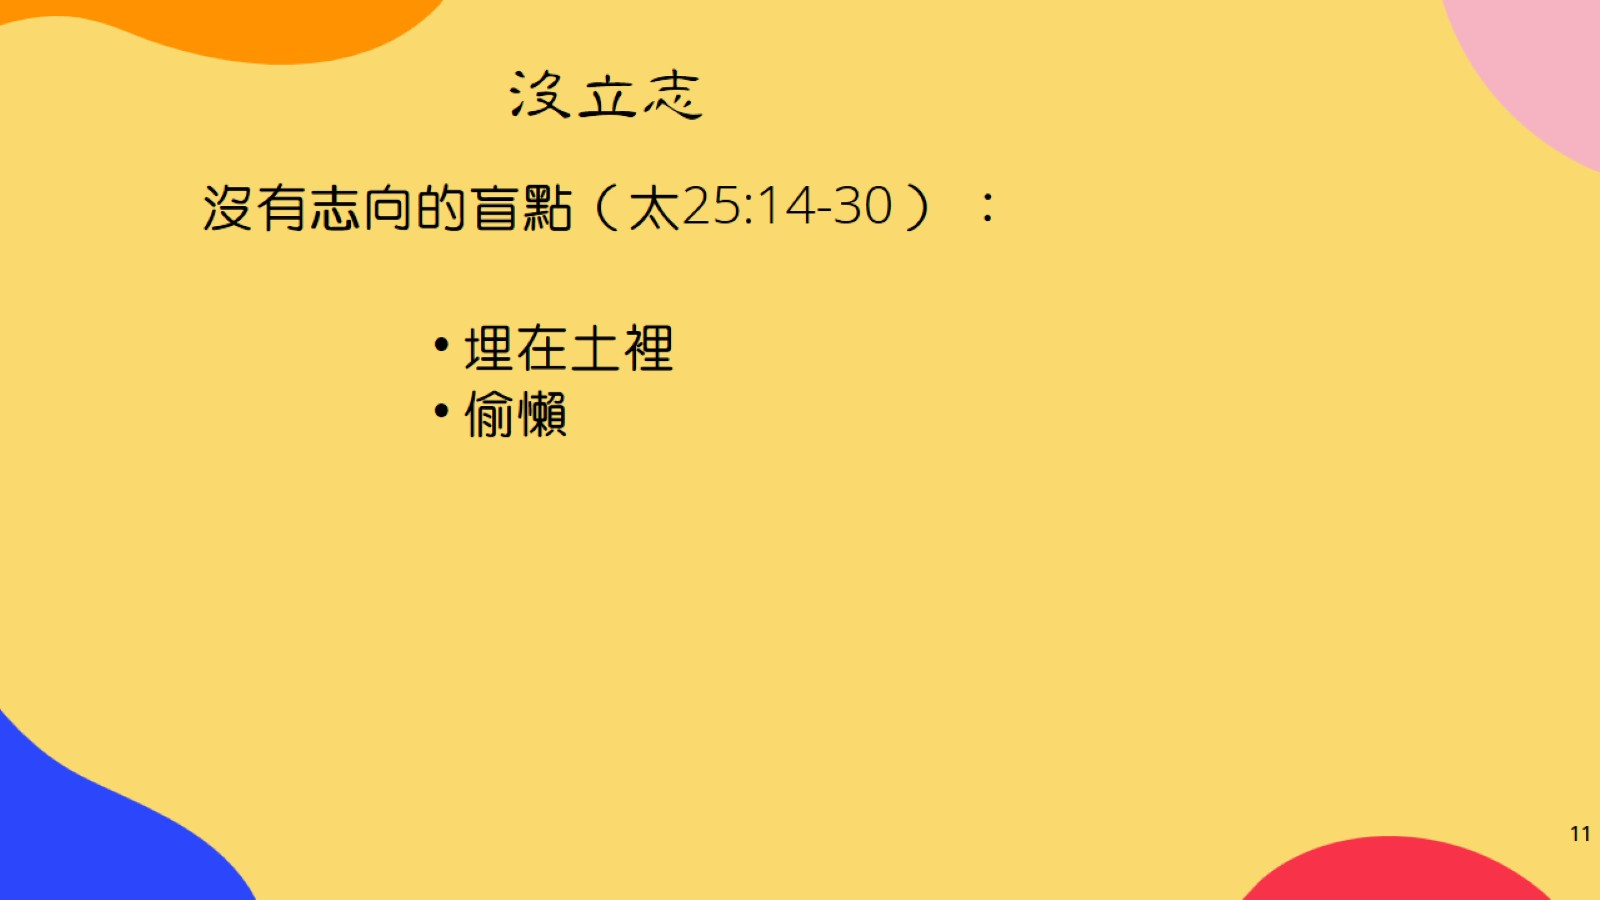 沒立志
沒有志向的盲點（太25:14-30）：
• 埋在土裡
• 偷懶
11